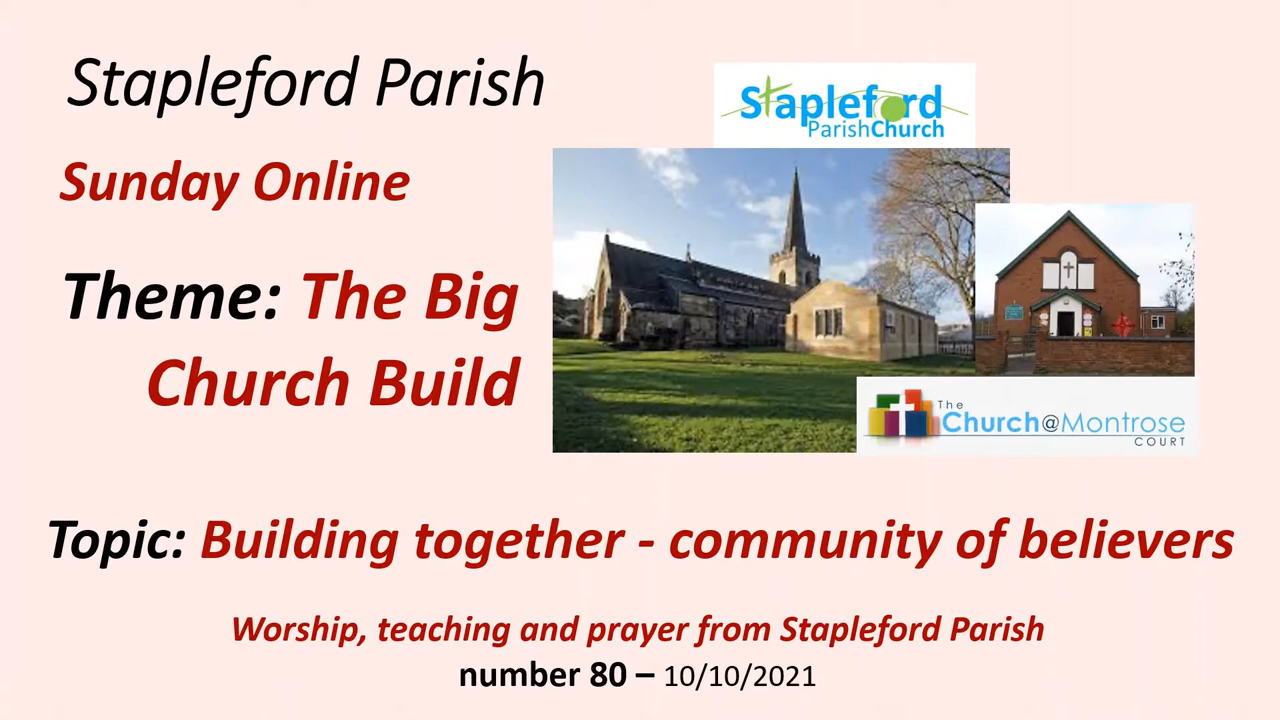 Stapleford Parish
Sunday Online
Theme: The Big
Church Build
Stapleford
ParishChurch
The
Church@Montrose
COURT
Topic: Building together - community of believers
Worship, teaching and prayer from Stapleford Parish
number 80 – 10/10/2021